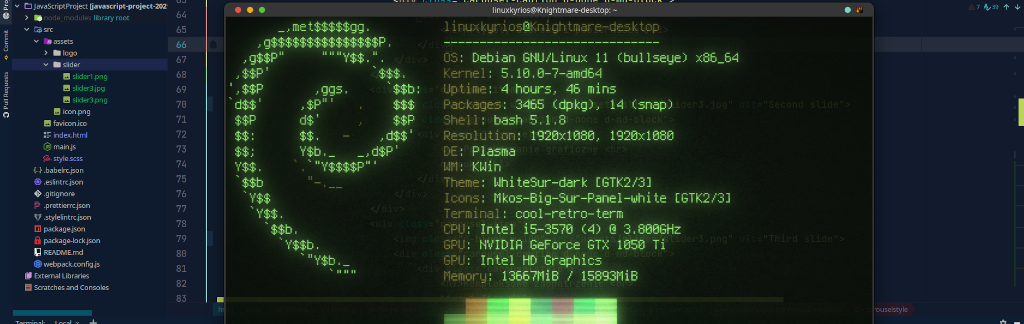 JavaScriptProject [javascript-project-202
node_modules library root
src
assets
logo
slider
slider1.png
slider3.jpg
slider3.png
icon.png
favicon.ico
index.html
main.js
style.scss
.babelrc.json
.eslintrc.json
.gitignore
.prettierrc.json
.stylelintrc.json
package.json
package-lock.json
README.md
webpack.config.js
External Libraries
Scratches and Consoles
Terminal: Local
Project
Commit
Pull Requests
65
66
67
68
69
70
71
72
73
74
75
76
77
78
79
80
81
82
83
linuxkyrios@Knightmare-desktop:~
_,met$$$$$gg.
,g$$$$$$$$$$$$$$$P.
,g$$P" """Y$$.".
,$$P' `$$$.
',$$P ,ggs. `$$b:
`d$$' ,$P"' . $$$
$$P d$' , $$P
$$: $$. - ,d$$'
$$; Y$b._ _,d$P'
Y$$. `.`"Y$$$$P"'
`$$b "-.__
`Y$$
`Y$$.
`$$b.
`Y$$b.
`"Y$b._
`"""
linuxkyrios@Knightmare-desktop
------------------------------
OS: Debian GNU/Linux 11 (bullseye) x86_64
Kernel: 5.10.0-7-amd64
Uptime: 4 hours, 46 mins
Packages: 3465 (dpkg), 14 (snap)
Shell: bash 5.1.8
Resolution: 1920x1080, 1920x1080
DE: Plasma
WM: KWin
Theme: WhiteSur-dark [GTK2/3]
Icons: Mkos-Big-Sur-Panel-white [GTK2/3]
Terminal: cool-retro-term
CPU: Intel i5-3570 (4) @ 3.800GHz
GPU: NVIDIA GeForce GTX 1050 Ti
GPU: Intel HD Graphics
Memory: 13667MiB / 15893MiB